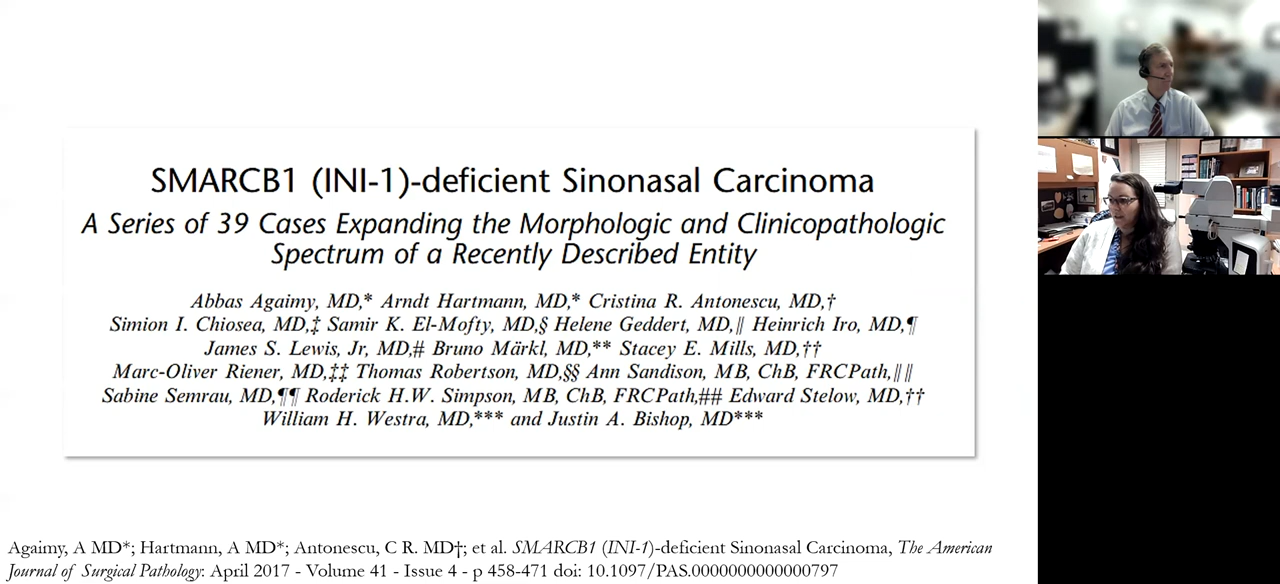 SMARCB1 (INI-1)-deficient Sinonasal Carcinoma
A Series of 39 Cases Expanding the Morphologic and Clinicopathologic
Spectrum of a Recently Described Entity
Abbas Agaimy, MD,* Arndt Hartmann, MD,* Cristina R. Antonescu, MD,†
Simion I. Chiosea, MD,‡ Samir K. El-Mofty, MD,§ Helene Geddert, MD,∥ Heinrich Iro, MD,¶
James S. Lewis, Jr, MD,# Bruno Märkl, MD,** Stacey E. Mills, MD,††
Marc-Oliver Riener, MD,‡‡ Thomas Robertson, MD,§§ Ann Sandison, MB, ChB, FRCPath,∥∥
Sabine Semrau, MD,¶¶ Roderick H.W. Simpson, MB, ChB, FRCPath,## Edward Stelow, MD,††
William H. Westra, MD,*** and Justin A. Bishop, MD***
Agaimy, A MD*; Hartmann, A MD*; Antonescu, C R. MD†; et al. SMARCB1 (INI-1)-deficient Sinonasal Carcinoma, The American
Journal of Surgical Pathology: April 2017 - Volume 41 - Issue 4 - p 458-471 doi: 10.1097/PAS.0000000000000797